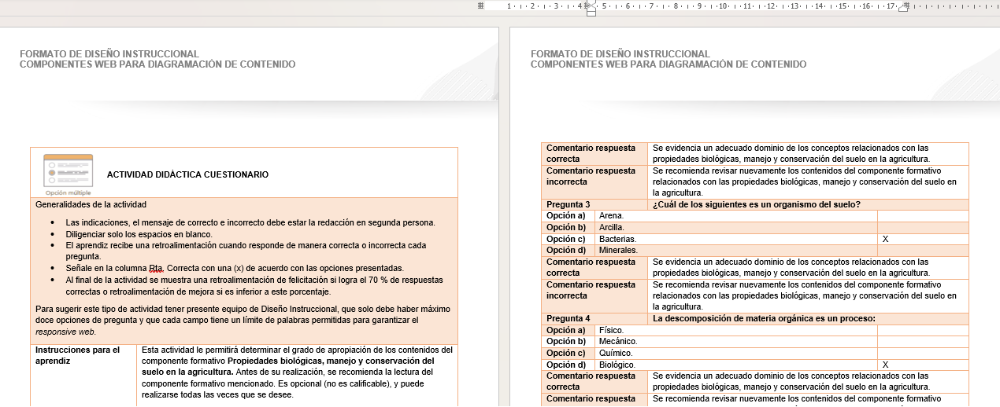 1 2 3 4 5 6 7 8 9 10 11 12 13 14 15 16 17
FORMATO DE DISEÑO INSTRUCCIONAL
COMPONENTES WEB PARA DIAGRAMACIÓN DE CONTENIDO
Opción múltiple
ACTIVIDAD DIDÁCTICA CUESTIONARIO
Generalidades de la actividad
• Las indicaciones, el mensaje de correcto e incorrecto debe estar la redacción en segunda persona.
• Diligenciar solo los espacios en blanco.
• El aprendiz recibe una retroalimentación cuando responde de manera correcta o incorrecta cada
pregunta.
• Señale en la columna Rta. Correcta con una (x) de acuerdo con las opciones presentadas.
• Al final de la actividad se muestra una retroalimentación de felicitación si logra el 70 % de respuestas
correctas o retroalimentación de mejora si es inferior a este porcentaje.
Para sugerir este tipo de actividad tener presente equipo de Diseño Instruccional, que solo debe haber máximo
doce opciones de pregunta y que cada campo tiene un límite de palabras permitidas para garantizar el
responsive web.
Instrucciones para el
aprendiz
Esta actividad le permitirá determinar el grado de apropiación de los contenidos del
componente formativo Propiedades biológicas, manejo y conservación del
suelo en la agricultura. Antes de su realización, se recomienda la lectura del
componente formativo mencionado. Es opcional (no es calificable), y puede
realizarse todas las veces que se desee.
FORMATO DE DISEÑO INSTRUCCIONAL
COMPONENTES WEB PARA DIAGRAMACIÓN DE CONTENIDO
Comentario respuesta
correcta
Se evidencia un adecuado dominio de los conceptos relacionados con las
propiedades biológicas, manejo y conservación del suelo en la agricultura.
Comentario respuesta
incorrecta
Se recomienda revisar nuevamente los contenidos del componente formativo
relacionados con las propiedades biológicas, manejo y conservación del suelo en
la agricultura.
Pregunta 3 ¿Cuál de los siguientes es un organismo del suelo?
Opción a) Arena.
Opción b) Arcilla.
Opción c) Bacterias. X
Opción d) Minerales.
Comentario respuesta
correcta
Se evidencia un adecuado dominio de los conceptos relacionados con las
propiedades biológicas, manejo y conservación del suelo en la agricultura.
Comentario respuesta
incorrecta
Se recomienda revisar nuevamente los contenidos del componente formativo
relacionados con las propiedades biológicas, manejo y conservación del suelo en
la agricultura.
Pregunta 4 La descomposición de materia orgánica es un proceso:
Opción a) Físico.
Opción b) Mecánico.
Opción c) Químico.
Opción d) Biológico. X
Comentario respuesta
correcta
Se evidencia un adecuado dominio de los conceptos relacionados con las
propiedades biológicas, manejo y conservación del suelo en la agricultura.
Comentario respuesta
Se recomienda revisar nuevamente los contenidos del componente formativo